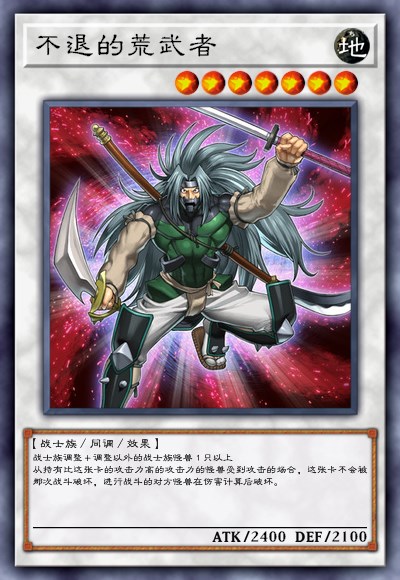 不退的荒武者
地
【战士族／同调／效果】
战士族调整＋调整以外的战士族怪兽１只以上
从持有比这张卡的攻击力高的攻击力的怪兽受到攻击的场合，这张卡不会被
那次战斗破坏，进行战斗的对方怪兽在伤害计算后破坏。
ATK/2400 DEF/2100